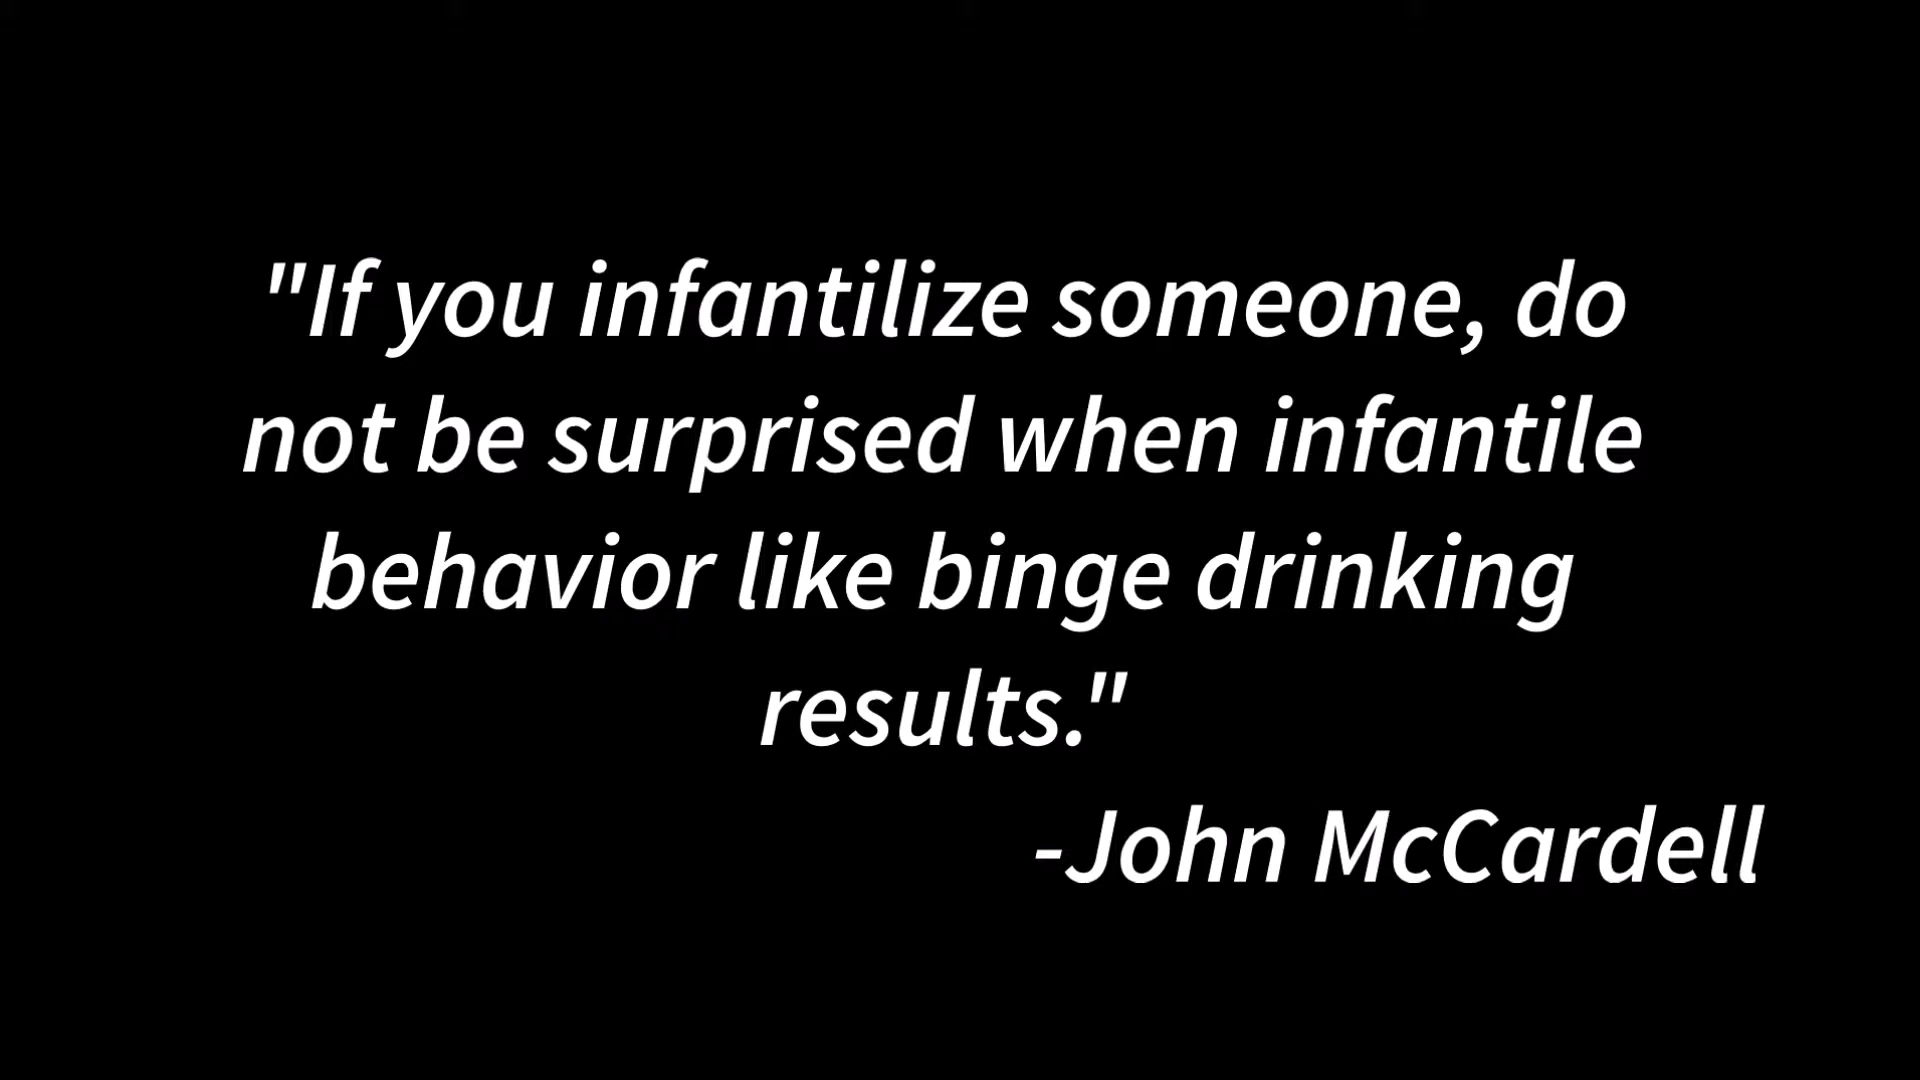 "If you infantilize someone, do
not be surprised when infantile
behavior like binge drinking
results."
-John McCardell